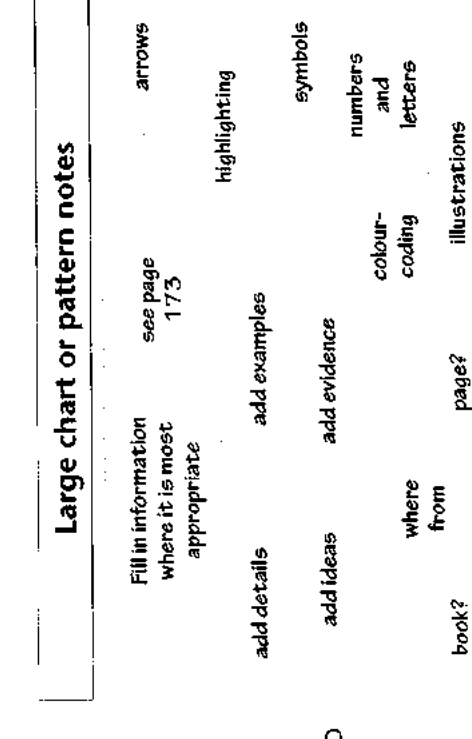 Large chart or pattern notes
Fill in information
where it is most
appropriate
see page
173
arrows
highlighting
add details
add examples
symbols
add ideas
add evidence
numbers
and
letters
colour-
coding
where
from
book?
page?
illustrations